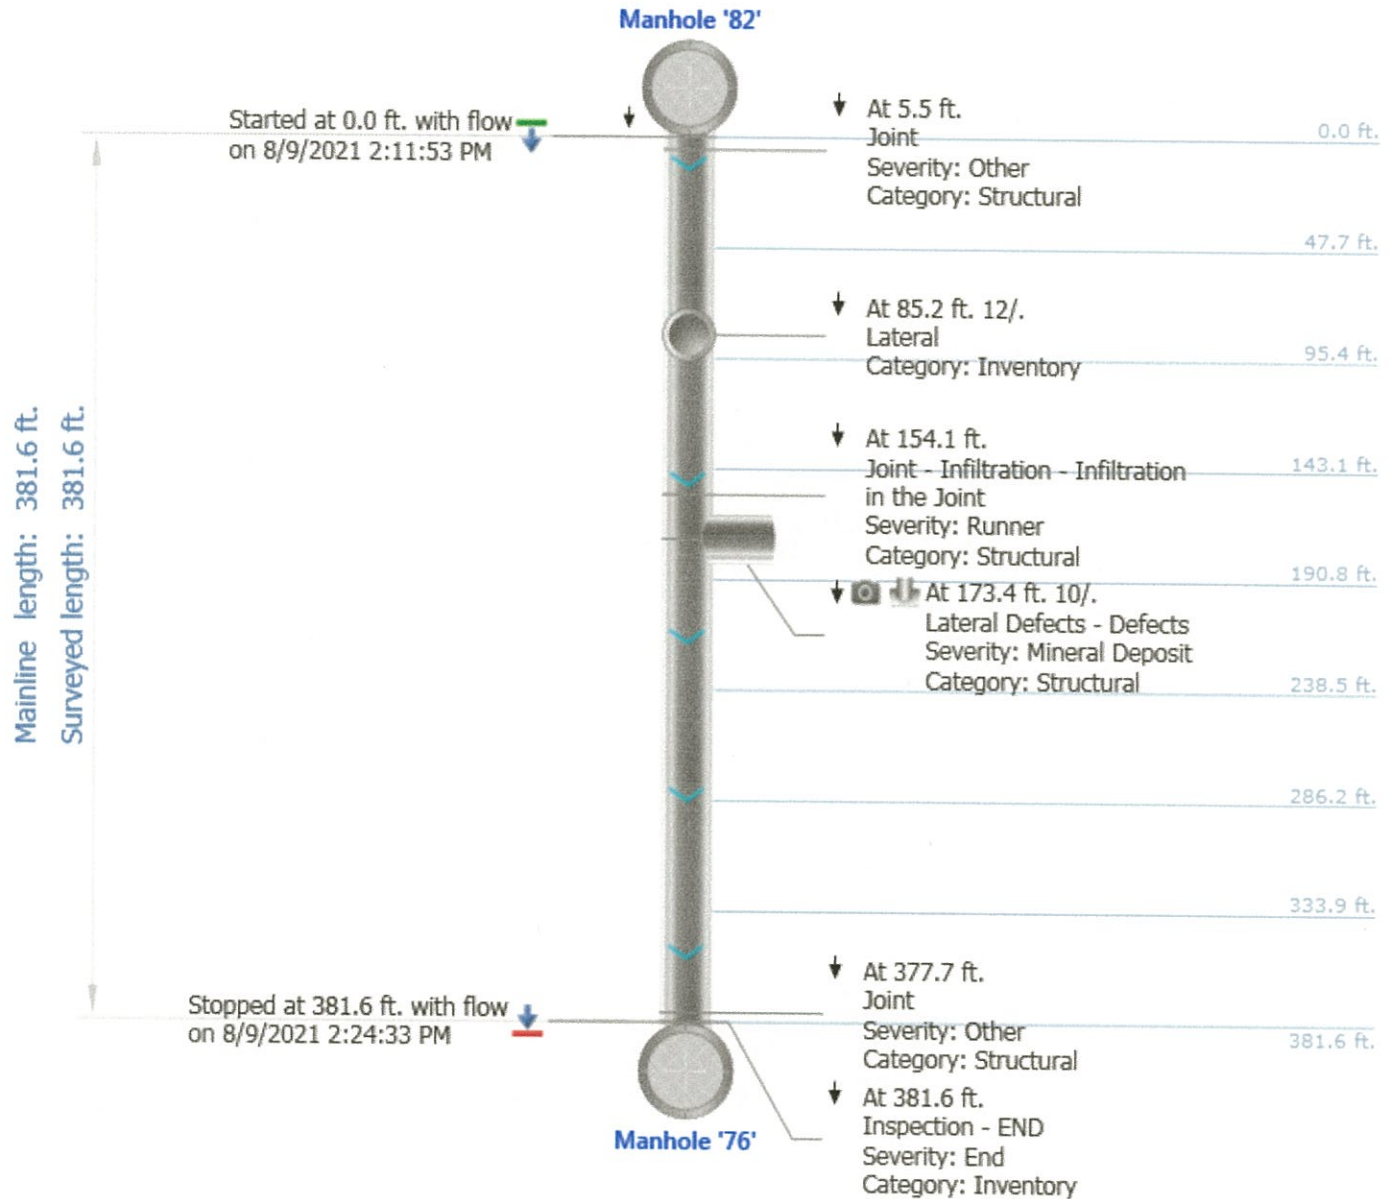 Manhole '82'
Started at 0.0 ft. with flow
on 8/9/2021 2:11:53 PM
At 5.5 ft.
Joint
Severity: Other
Category: Structural
0.0 ft.
47.7 ft.
At 85.2 ft. 12/.
Lateral
Category: Inventory
95.4 ft.
Mainline length: 381.6 ft.
Surveyed length: 381.6 ft.
At 154.1 ft.
Joint - Infiltration - Infiltration
in the Joint
Severity: Runner
Category: Structural
143.1 ft.
190.8 ft.
At 173.4 ft. 10/.
Lateral Defects - Defects
Severity: Mineral Deposit
Category: Structural
238.5 ft.
286.2 ft.
333.9 ft.
Stopped at 381.6 ft. with flow
on 8/9/2021 2:24:33 PM
At 377.7 ft.
Joint
Severity: Other
Category: Structural
381.6 ft.
At 381.6 ft.
Inspection - END
Severity: End
Category: Inventory
Manhole '76'